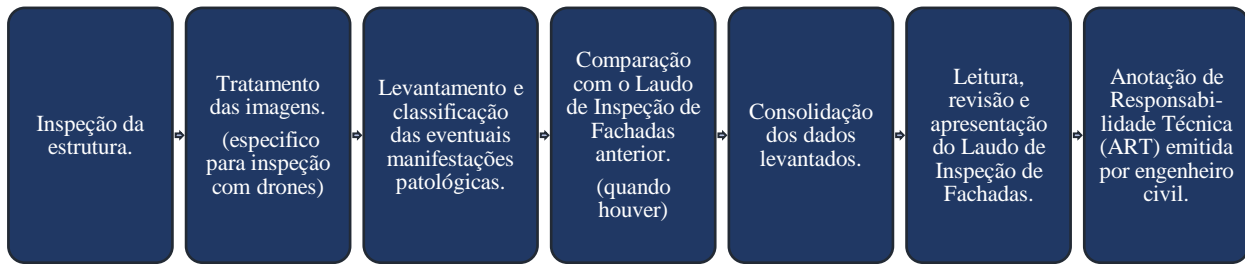 Inspeção da
estrutura.
Tratamento
das imagens.
(especifico
para inspeção
com drones)
Levantamento e
classificação
das eventuais
manifestações
patológicas.
Comparação
com o Laudo
de Inspeção de
Fachadas
anterior.
(quando
houver)
Consolidação
dos dados
levantados.
Leitura,
revisão e
apresentação
do Laudo de
Inspeção de
Fachadas.
Anotação de
Responsabi-
lidade Técnica
(ART) emitida
por engenheiro
civil.